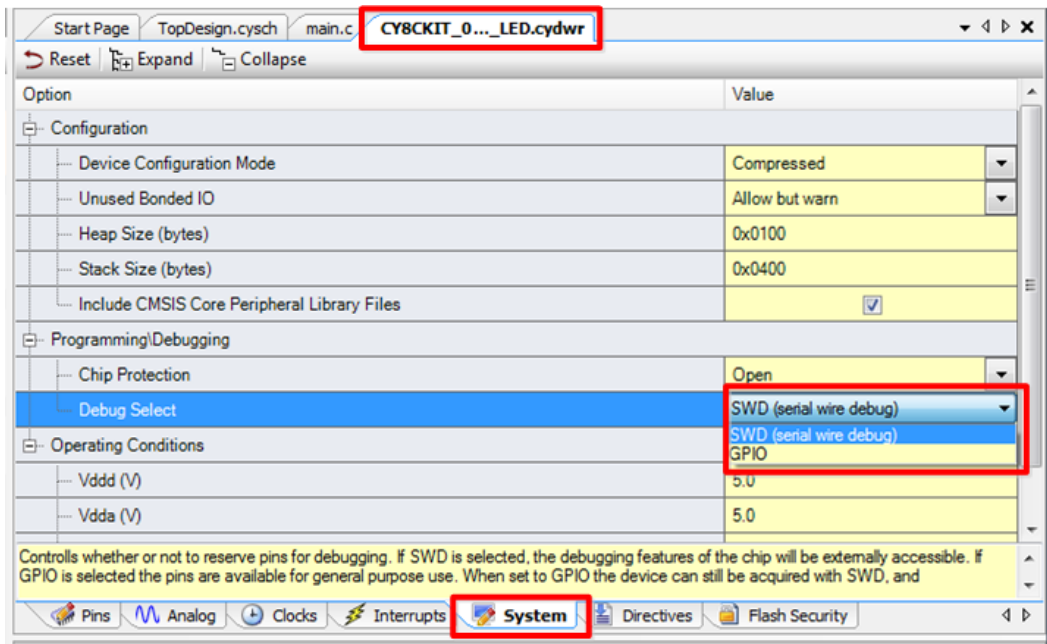 Start Page TopDesign.cysch main.c CY8CKIT_0..._LED.cydwr
Reset Expand Collapse
Option Value
Configuration
Device Configuration Mode Compressed
Unused Bonded IO Allow but warn
Heap Size (bytes) 0x0100
Stack Size (bytes) 0x0400
Include CMSIS Core Peripheral Library Files
Programming\Debugging
Chip Protection Open
Debug Select SWD (serial wire debug)
SWD (serial wire debug)
Operating Conditions GPIO
Vddd (V) 5.0
Vdda (V) 5.0
Controlls whether or not to reserve pins for debugging. If SWD is selected, the debugging features of the chip will be externally accessible. If
GPIO is selected the pins are available for general purpose use. When set to GPIO the device can still be acquired with SWD, and
Pins Analog Clocks Interrupts System Directives Flash Security